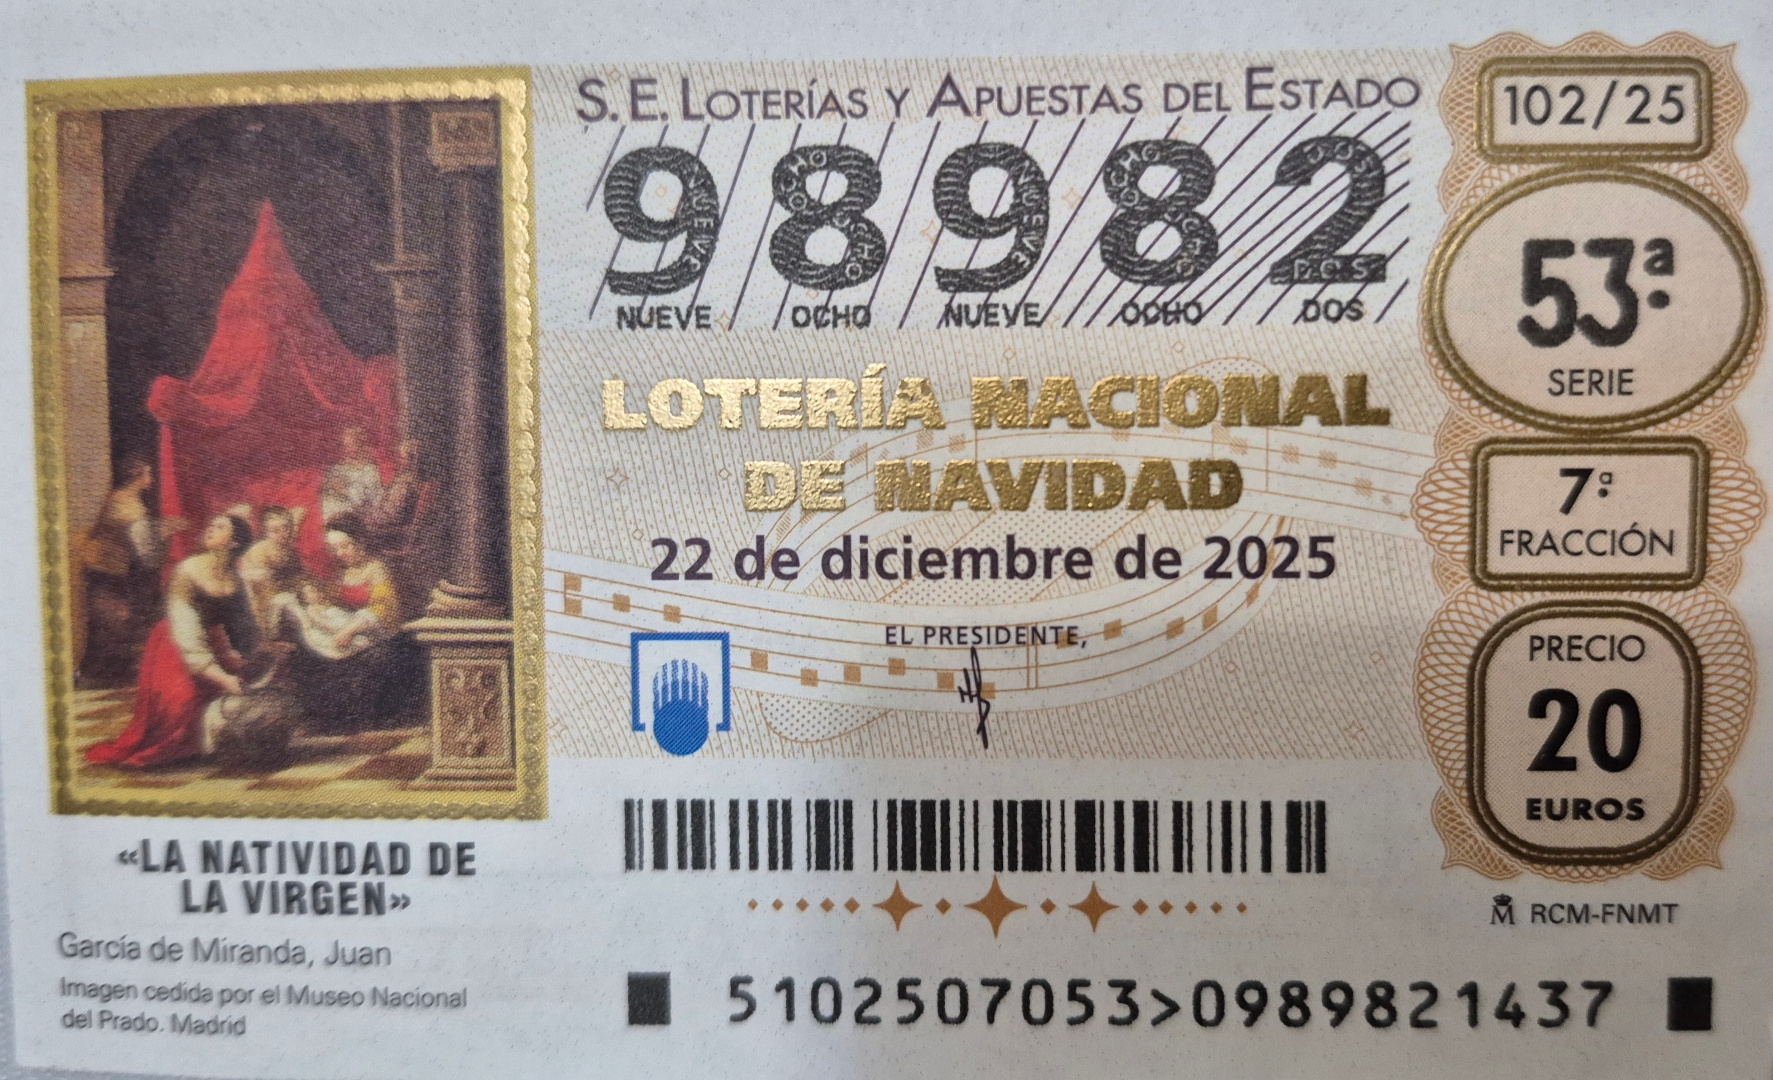 S.E. LOTERÍAS Y APUESTAS DEL ESTADO
98982
NUEVE OCHO NUEVE OCHO DOS
LOTERÍA NACIONAL
DE NAVIDAD
22 de diciembre de 2025
EL PRESIDENTE,
102/25
53ª
SERIE
7ª
FRACCIÓN
PRECIO
20
EUROS
RCM-FNMT
«LA NATIVIDAD DE
LA VIRGEN»
García de Miranda, Juan
Imagen cedida por el Museo Nacional
del Prado. Madrid
5102507053>0989821437